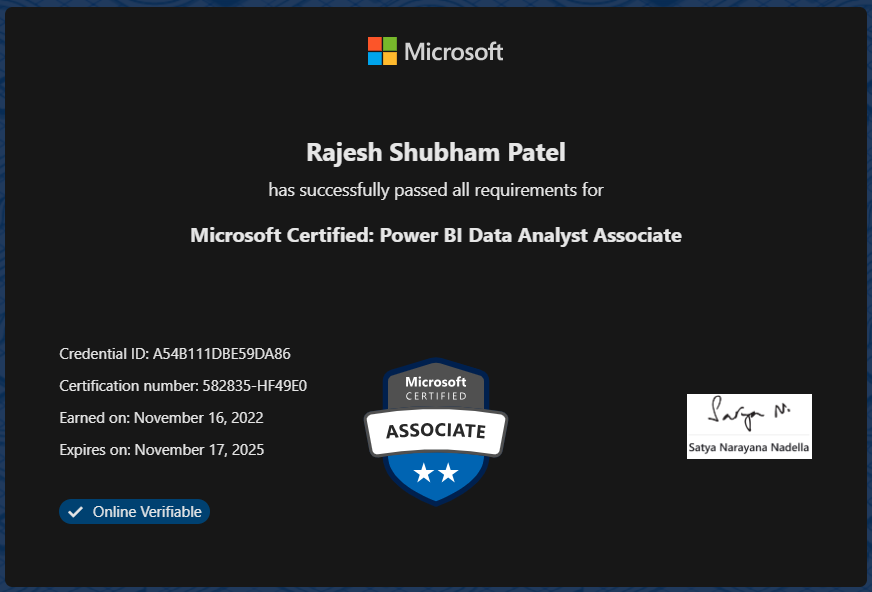 Microsoft
Rajesh Shubham Patel
has successfully passed all requirements for
Microsoft Certified: Power BI Data Analyst Associate
Credential ID: A54B111DBE59DA86
Certification number: 582835-HF49E0
Earned on: November 16, 2022
Expires on: November 17, 2025
Online Verifiable
Microsoft
CERTIFIED
ASSOCIATE
Satya N.
Satya Narayana Nadella